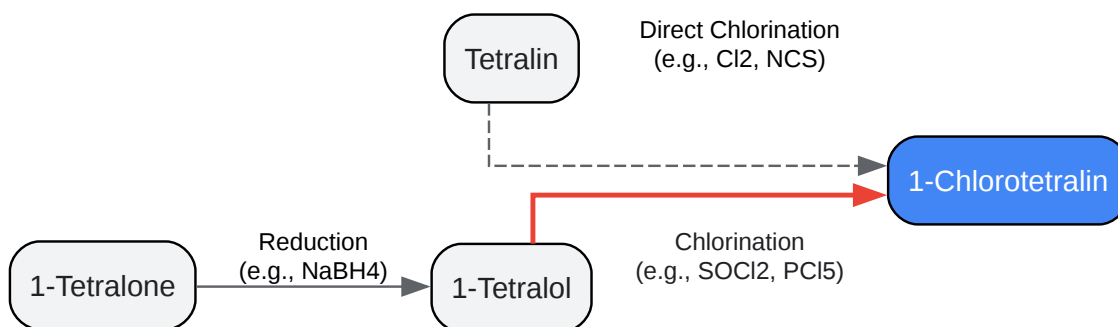 Tetralin
Direct Chlorination
(e.g., Cl2, NCS)
1-Chlorotetralin
1-Tetralone
Reduction
(e.g., NaBH4)
1-Tetralol
Chlorination
(e.g., SOCl2, PCl5)